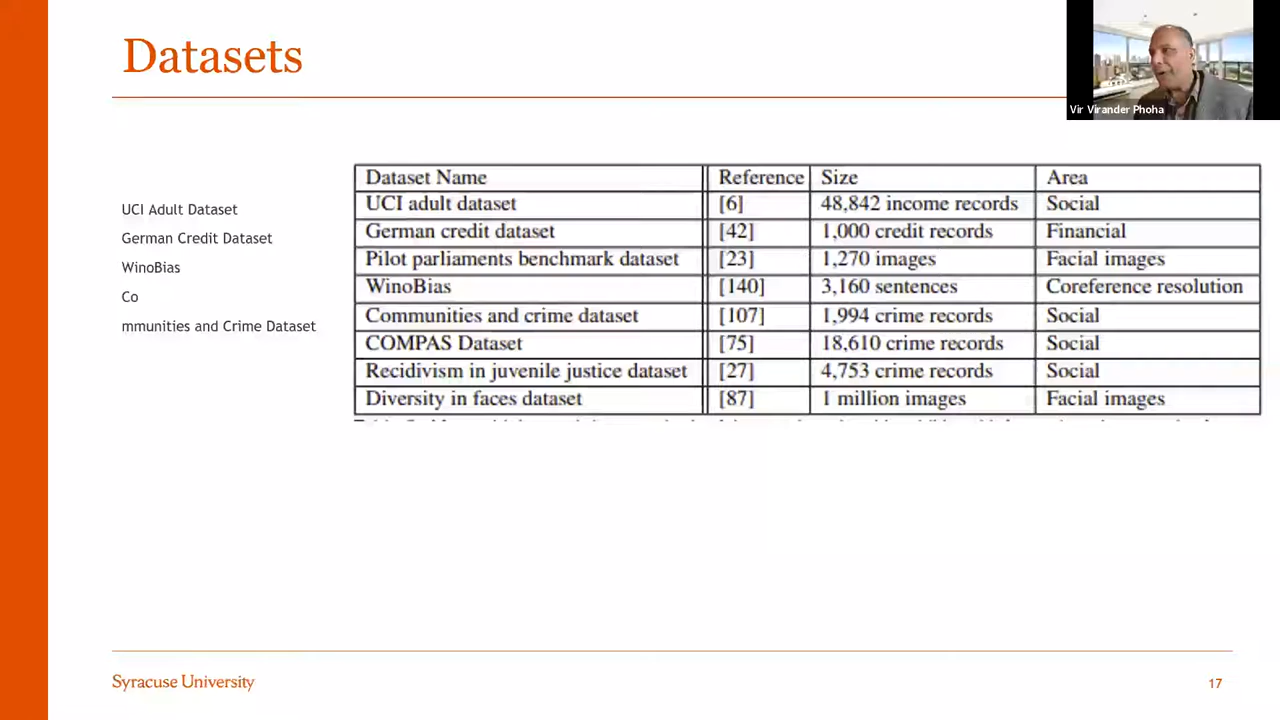 Datasets
Vir Virander Phoha
UCI Adult Dataset
German Credit Dataset
WinoBias
Co
mmunities and Crime Dataset
Dataset Name Reference Size Area
UCI adult dataset [6] 48,842 income records Social
German credit dataset [42] 1,000 credit records Financial
Pilot parliaments benchmark dataset [23] 1,270 images Facial images
WinoBias [140] 3,160 sentences Coreference resolution
Communities and crime dataset [107] 1,994 crime records Social
COMPAS Dataset [75] 18,610 crime records Social
Recidivism in juvenile justice dataset [27] 4,753 crime records Social
Diversity in faces dataset [87] 1 million images Facial images
Syracuse University
17